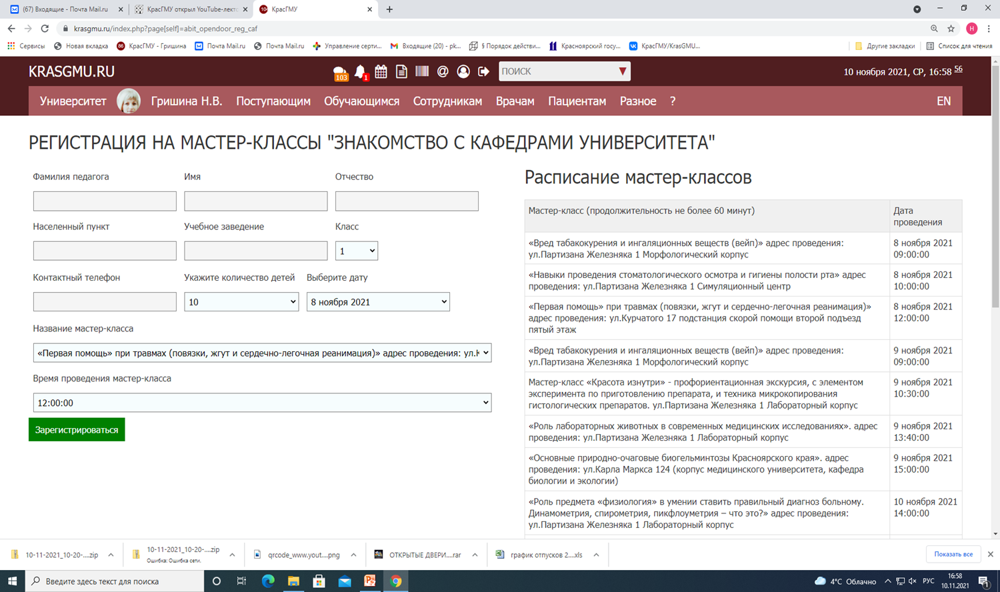 (67) Входящие - Почта Mail.ru
КрасГМУ открыл YouTube-лект
КрасГМУ
krasgmu.ru/index.php?page[self]=abit_opendoor_reg_caf
Н
Сервисы
Новая вкладка
86
КрасГМУ - Гришина
Почта Mail.ru
Почта Mail.ru
Управление серти...
Входящие (20) - pk...
§ Порядок действи...
Красноярский госу...
КрасГМУ/KrasGMU...
Другие закладки
Список для чтения
KRASGMU.RU
103
1
ПОИСК
10 ноября 2021, СР, 16:58 56
Университет
Гришина Н.В.
Поступающим
Обучающимся
Сотрудникам
Врачам
Пациентам
Разное
?
EN
РЕГИСТРАЦИЯ НА МАСТЕР-КЛАССЫ "ЗНАКОМСТВО С КАФЕДРАМИ УНИВЕРСИТЕТА"
Фамилия педагога
Имя
Отчество
Населенный пункт
Учебное заведение
Класс
1
Контактный телефон
Укажите количество детей
Выберите дату
10
8 ноября 2021
Название мастер-класса
«Первая помощь» при травмах (повязки, жгут и сердечно-легочная реанимация)» адрес проведения: ул.К
Время проведения мастер-класса
12:00:00
Зарегистрироваться
Расписание мастер-классов
Мастер-класс (продолжительность не более 60 минут)
Дата
проведения
«Вред табакокурения и ингаляционных веществ (вейп)» адрес проведения:
ул.Партизана Железняка 1 Морфологический корпус
8 ноября 2021
09:00:00
«Навыки проведения стоматологического осмотра и гигиены полости рта» адрес
проведения: ул.Партизана Железняка 1 Симуляционный центр
8 ноября 2021
10:00:00
«Первая помощь» при травмах (повязки, жгут и сердечно-легочная реанимация)»
адрес проведения: ул.Курчатого 17 подстанция скорой помощи второй подъезд
пятый этаж
8 ноября 2021
12:00:00
«Вред табакокурения и ингаляционных веществ (вейп)» адрес проведения:
ул.Партизана Железняка 1 Морфологический корпус
9 ноября 2021
09:00:00
Мастер-класс «Красота изнутри» - профориентационная экскурсия, с элементом
эксперимента по приготовлению препарата, и техника микрокопирования
гистологических препаратов. ул.Партизана Железняка 1 Лабораторный корпус
9 ноября 2021
10:30:00
«Роль лабораторных животных в современных медицинских исследованиях». адрес
проведения: ул.Партизана Железняка 1 Лабораторный корпус
9 ноября 2021
13:40:00
«Основные природно-очаговые биогельминтозы Красноярского края». адрес
проведения: ул.Карла Маркса 124 (корпус медицинского университета, кафедра
биологии и экологии)
9 ноября 2021
15:00:00
«Роль предмета «физиология» в умении ставить правильный диагноз больному.
Динамометрия, спирометрия, пикфлоуметрия – что это?» адрес проведения:
ул.Партизана Железняка 1 Лабораторный корпус
10 ноября 2021
14:00:00
10-11-2021_10-20-....zip
10-11-2021_10-20-....zip
Ошибка: Ошибка сети.
qrcode_www.yout....png
ОТКРЫТЫЕ ДВЕРИ....rar
график отпусков 2....xls
Показать все
Введите здесь текст для поиска
4°C Облачно
РУС
16:58
10.11.2021
1